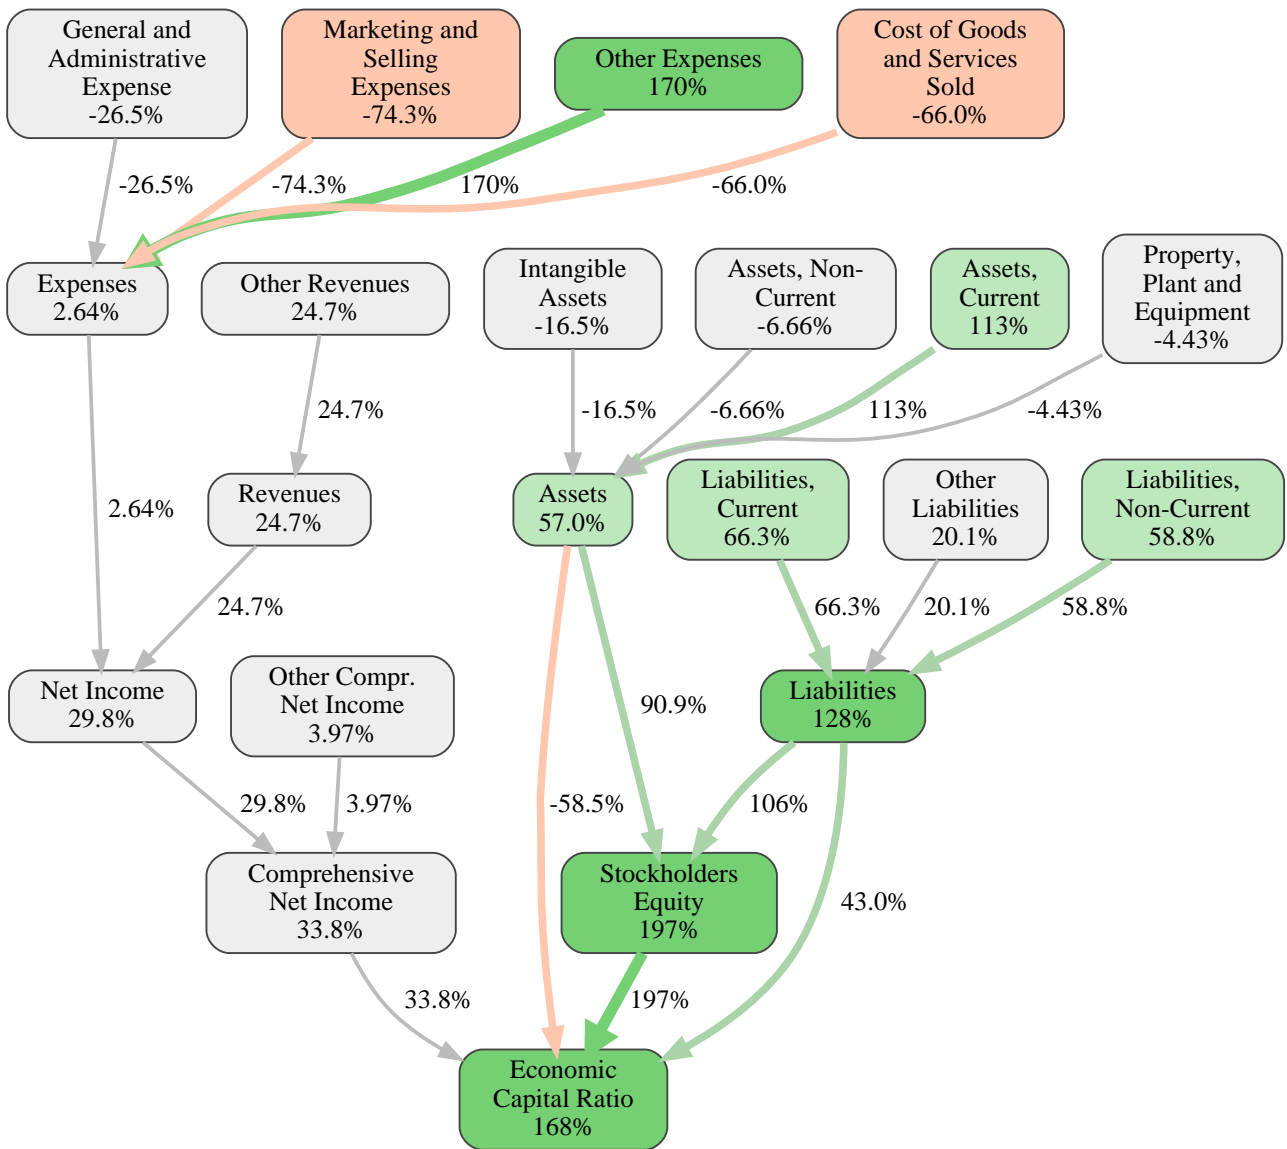 General and
Administrative
Expense
-26.5%
Marketing and
Selling
Expenses
-74.3%
Other Expenses
170%
Cost of Goods
and Services
Sold
-66.0%
-26.5%
-74.3%
170%
-66.0%
Expenses
2.64%
Other Revenues
24.7%
Intangible
Assets
-16.5%
Assets, Non-
Current
-6.66%
Assets,
Current
113%
Property,
Plant and
Equipment
-4.43%
24.7%
-16.5%
-6.66%
113%
-4.43%
Revenues
24.7%
Assets
57.0%
Liabilities,
Current
66.3%
Other
Liabilities
20.1%
Liabilities,
Non-Current
58.8%
2.64%
24.7%
66.3%
20.1%
58.8%
Net Income
29.8%
Other Compr.
Net Income
3.97%
90.9%
Liabilities
128%
29.8%
3.97%
-58.5%
106%
Comprehensive
Net Income
33.8%
Stockholders
Equity
197%
43.0%
33.8%
197%
Economic
Capital Ratio
168%